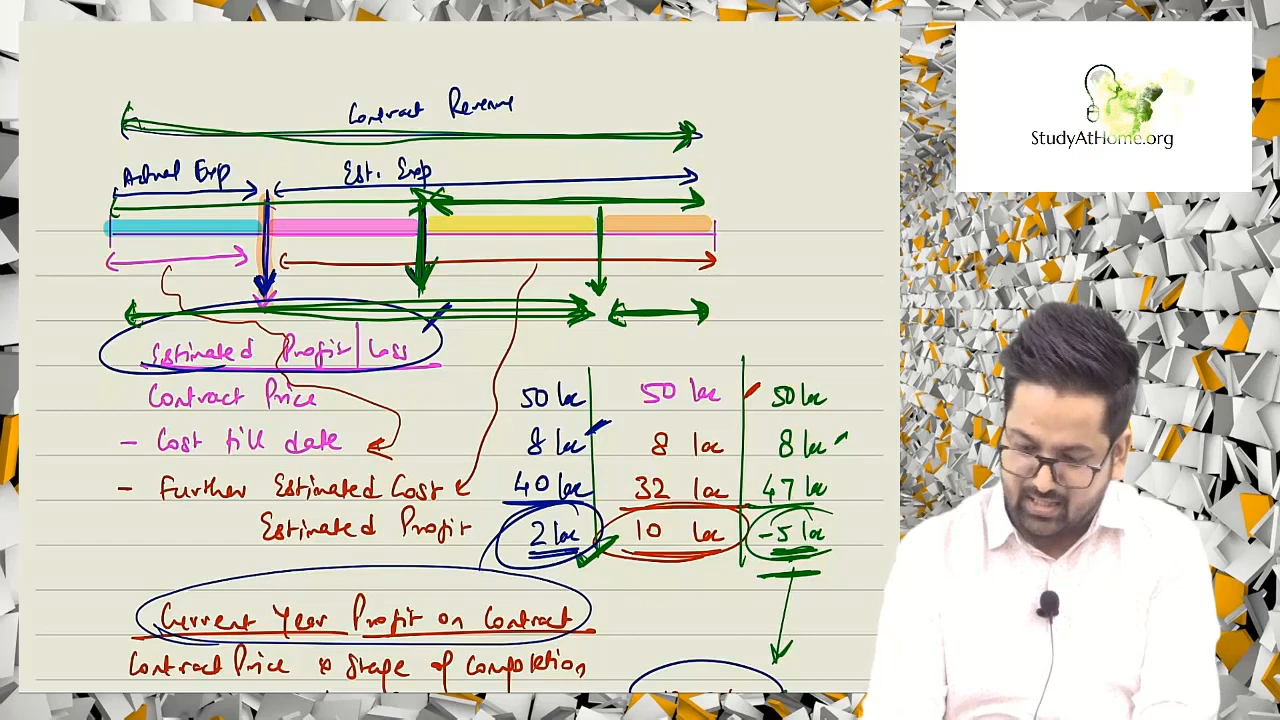 Contract Revenue
Actual Exp Est. Exp
Estimated Profit | Loss
Contract Price 50 lac 50 lac 50 lac
- Cost till date 8 lac 8 lac 8 lac
- Further Estimated Cost 40 lac 32 lac 47 lac
Estimated Profit 2 lac 10 lac -5 lac
Current Year Profit on Contract
Contract Price x Stage of Completion
StudyAtHome.org